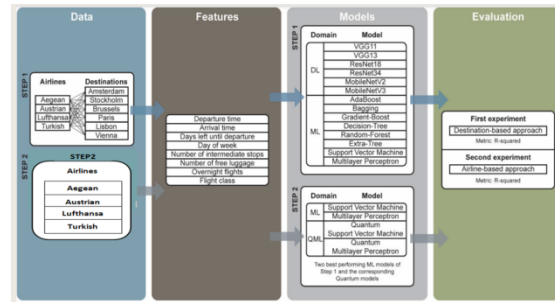 Data
Features
Models
Evaluation
STEP 1
Airlines
Aegean
Austrian
Lufthansa
Turkish
Destinations
Amsterdam
Stockholm
Brussels
Paris
Lisbon
Vienna
STEP 2
STEP2
Airlines
Aegean
Austrian
Lufthansa
Turkish
Departure time
Arrival time
Days left until departure
Day of week
Number of intermediate stops
Number of free luggage
Overnight flights
Flight class
STEP 1
Domain Model
DL
VGG11
VGG13
ResNet18
ResNet34
MobileNetV2
MobileNetV3
ML
AdaBoost
Bagging
Gradient-Boost
Decision-Tree
Random-Forest
Extra-Tree
Support Vector Machine
Multilayer Perceptron
STEP 2
Domain Model
ML
Support Vector Machine
Multilayer Perceptron
QML
Quantum
Support Vector Machine
Quantum
Multilayer Perceptron
Two best performing ML models of
Step 1 and the corresponding
Quantum models
First experiment
Destination-based approach
Metric R-squared
Second experiment
Airline-based approach
Metric R-squared